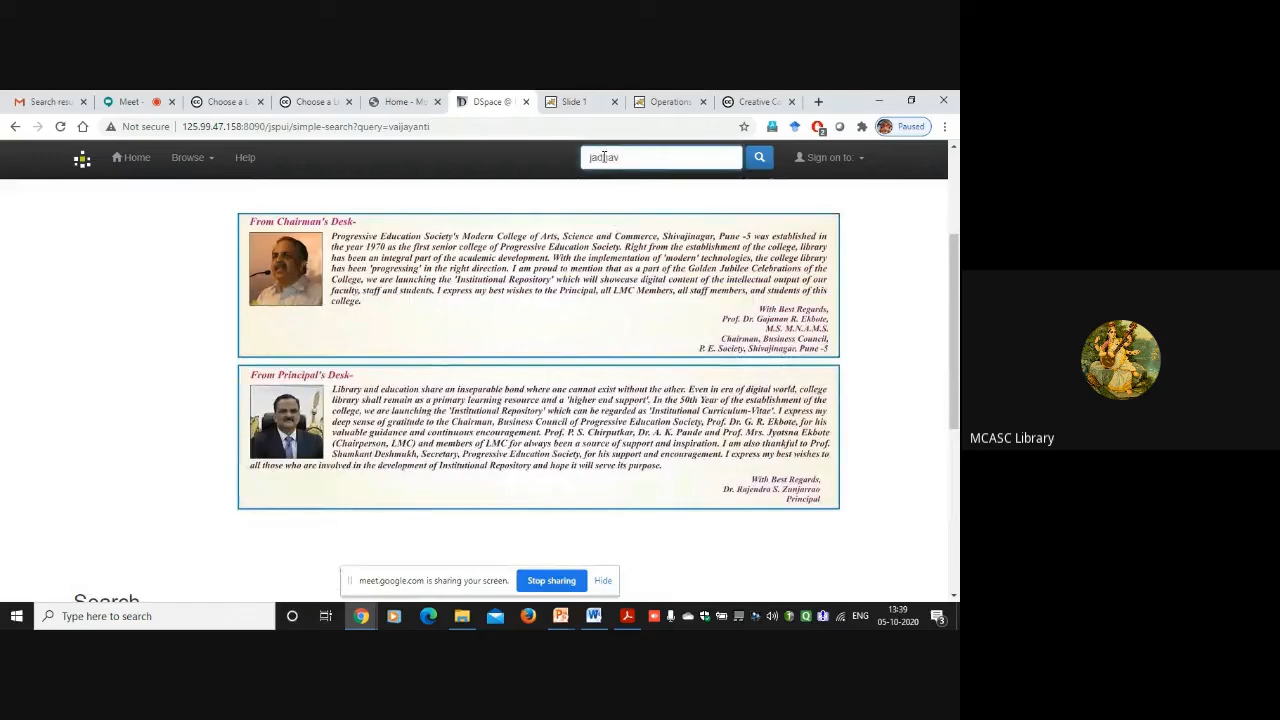 Search resu
Meet -
Choose a L
Choose a L
Home - Mo
DSpace @
Slide 1
Operations
Creative Co
Not secure
125.99.47.158:8090/jspui/simple-search?query=vaijayanti
Paused
Home
Browse
Help
jadhav
Sign on to:
From Chairman's Desk-
Progressive Education Society's Modern College of Arts, Science and Commerce, Shivajinagar, Pune -5 was established in
the year 1970 as the first senior college of Progressive Education Society. Right from the establishment of the college, library
has been an integral part of the academic development. With the implementation of 'modern' technologies, the college library
has been 'progressing' in the right direction. I am proud to mention that as a part of the Golden Jubilee Celebrations of the
College, we are launching the 'Institutional Repository' which will showcase digital content of the intellectual output of our
faculty, staff and students. I express my best wishes to the Principal, all LMC Members, all staff members, and students of this
college.
With Best Regards,
Prof. Dr. Gajanan R. Ekbote,
M.S. M.N.A.M.S.
Chairman, Business Council,
P. E. Society, Shivajinagar, Pune -5
From Principal's Desk-
Library and education share an inseparable bond where one cannot exist without the other. Even in era of digital world, college
library shall remain as a primary learning resource and a 'higher end support'. In the 50th Year of the establishment of the
college, we are launching the 'Institutional Repository' which can be regarded as 'Institutional Curriculum-Vitae'. I express my
deep sense of gratitude to the Chairman, Business Council of Progressive Education Society, Prof. Dr. G. R. Ekbote, for his
valuable guidance and continuous encouragement. Prof. P. S. Chirputkar, Dr. A. K. Pande and Prof. Mrs. Jyotsna Ekbote
(Chairperson, LMC) and members of LMC for always been a source of support and inspiration. I am also thankful to Prof.
Shamkant Deshmukh, Secretary, Progressive Education Society, for his support and encouragement. I express my best wishes to
all those who are involved in the development of Institutional Repository and hope it will serve its purpose.
With Best Regards,
Dr. Rajendra S. Zunjarrao
Principal
MCASC Library
meet.google.com is sharing your screen.
Stop sharing
Hide
Search
Type here to search
ENG
13:39
05-10-2020
3